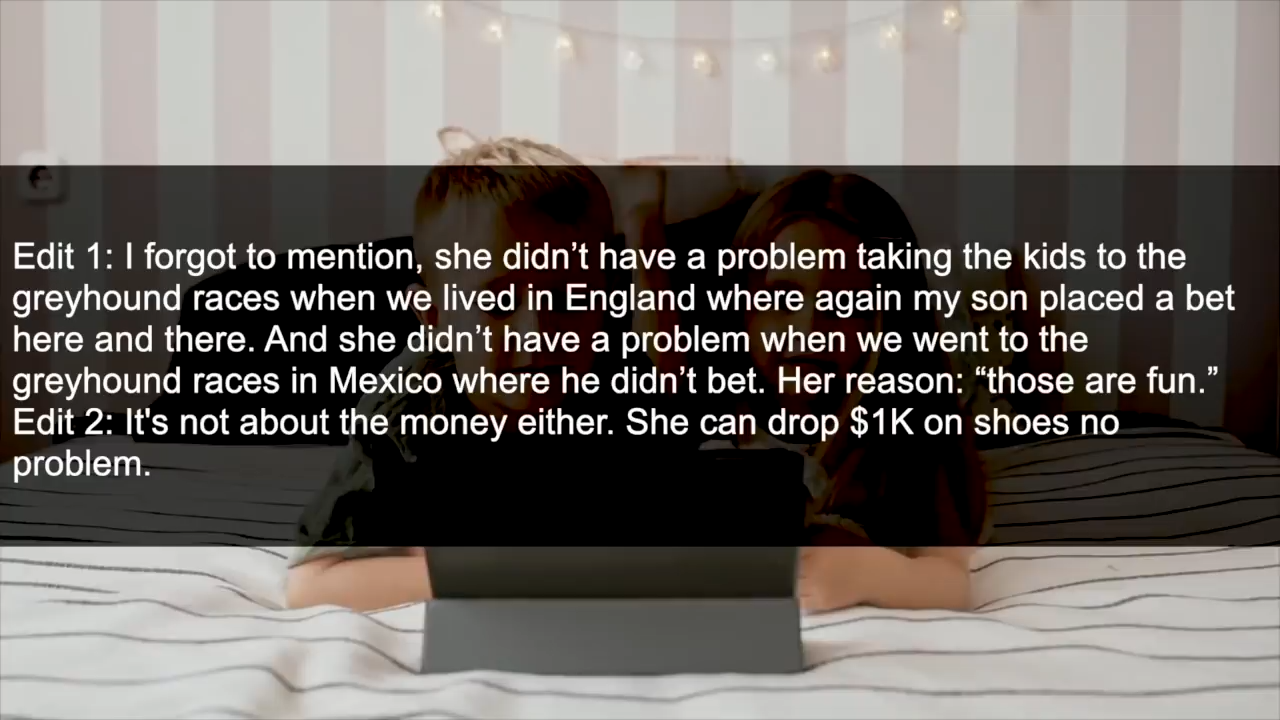 Edit 1: I forgot to mention, she didn’t have a problem taking the kids to the
greyhound races when we lived in England where again my son placed a bet
here and there. And she didn’t have a problem when we went to the
greyhound races in Mexico where he didn’t bet. Her reason: “those are fun.”
Edit 2: It's not about the money either. She can drop $1K on shoes no
problem.